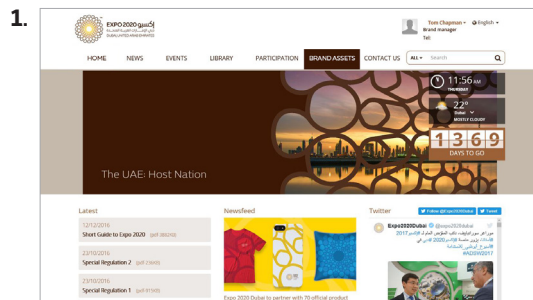 1.
EXPO 2020 إكسبو
DUBAI, UNITED ARAB EMIRATES
Tom Chapman
English
Brand manager
Tel:
HOME NEWS EVENTS LIBRARY PARTICIPATION BRAND ASSETS CONTACT US ALL Search
11:56 AM
THURSDAY
22°
Dubai
MOSTLY CLOUDY
1369
DAYS TO GO
The UAE: Host Nation
Latest Newsfeed Twitter
Follow @Expo2020Dubai Tweet
12/12/2016
Short Guide to Expo 2020
23/10/2016
Special Regulation 2
23/10/2016
Special Regulation 1
Expo 2020 Dubai to partner with 70 official product
Expo2020Dubai @expo2020dubai
#ADSW2017